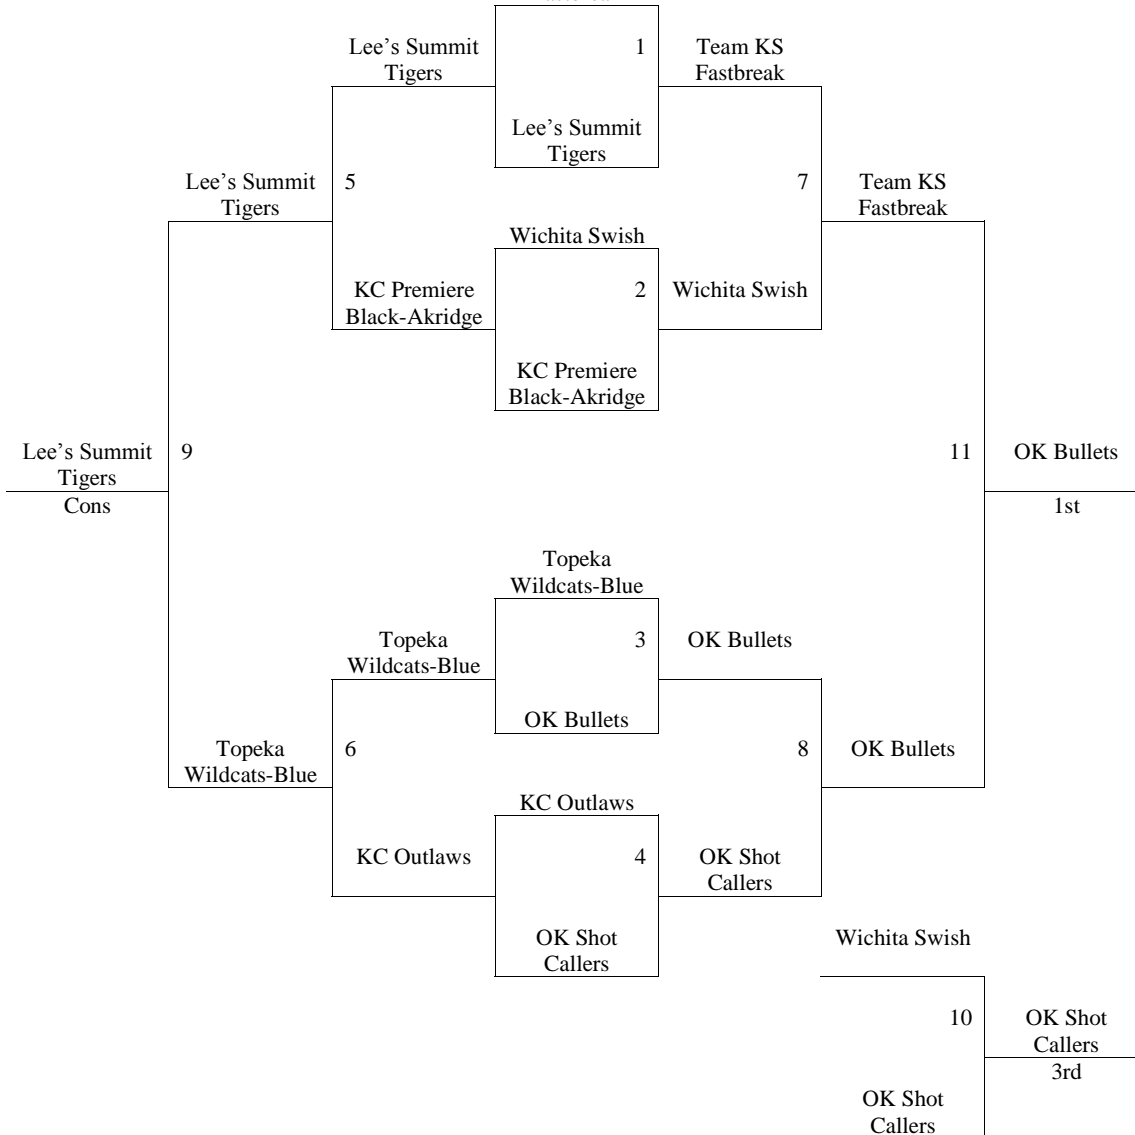 Lee's Summit
Tigers
1
Team KS
Fastbreak
Lee's Summit
Tigers
Lee's Summit
Tigers
5
7
Team KS
Fastbreak
Wichita Swish
KC Premiere
Black-Akridge
2
Wichita Swish
KC Premiere
Black-Akridge
Lee's Summit
Tigers
Cons
9
11
OK Bullets
1st
Topeka
Wildcats-Blue
Topeka
Wildcats-Blue
3
OK Bullets
OK Bullets
Topeka
Wildcats-Blue
6
8
OK Bullets
KC Outlaws
KC Outlaws
4
OK Shot
Callers
OK Shot
Callers
Wichita Swish
10
OK Shot
Callers
3rd
OK Shot
Callers